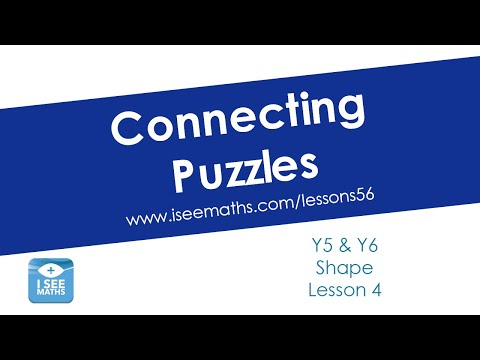 Connecting
Puzzles
www.iseemaths.com/lessons56
Y5 & Y6
Shape
Lesson 4
I SEE
MATHS